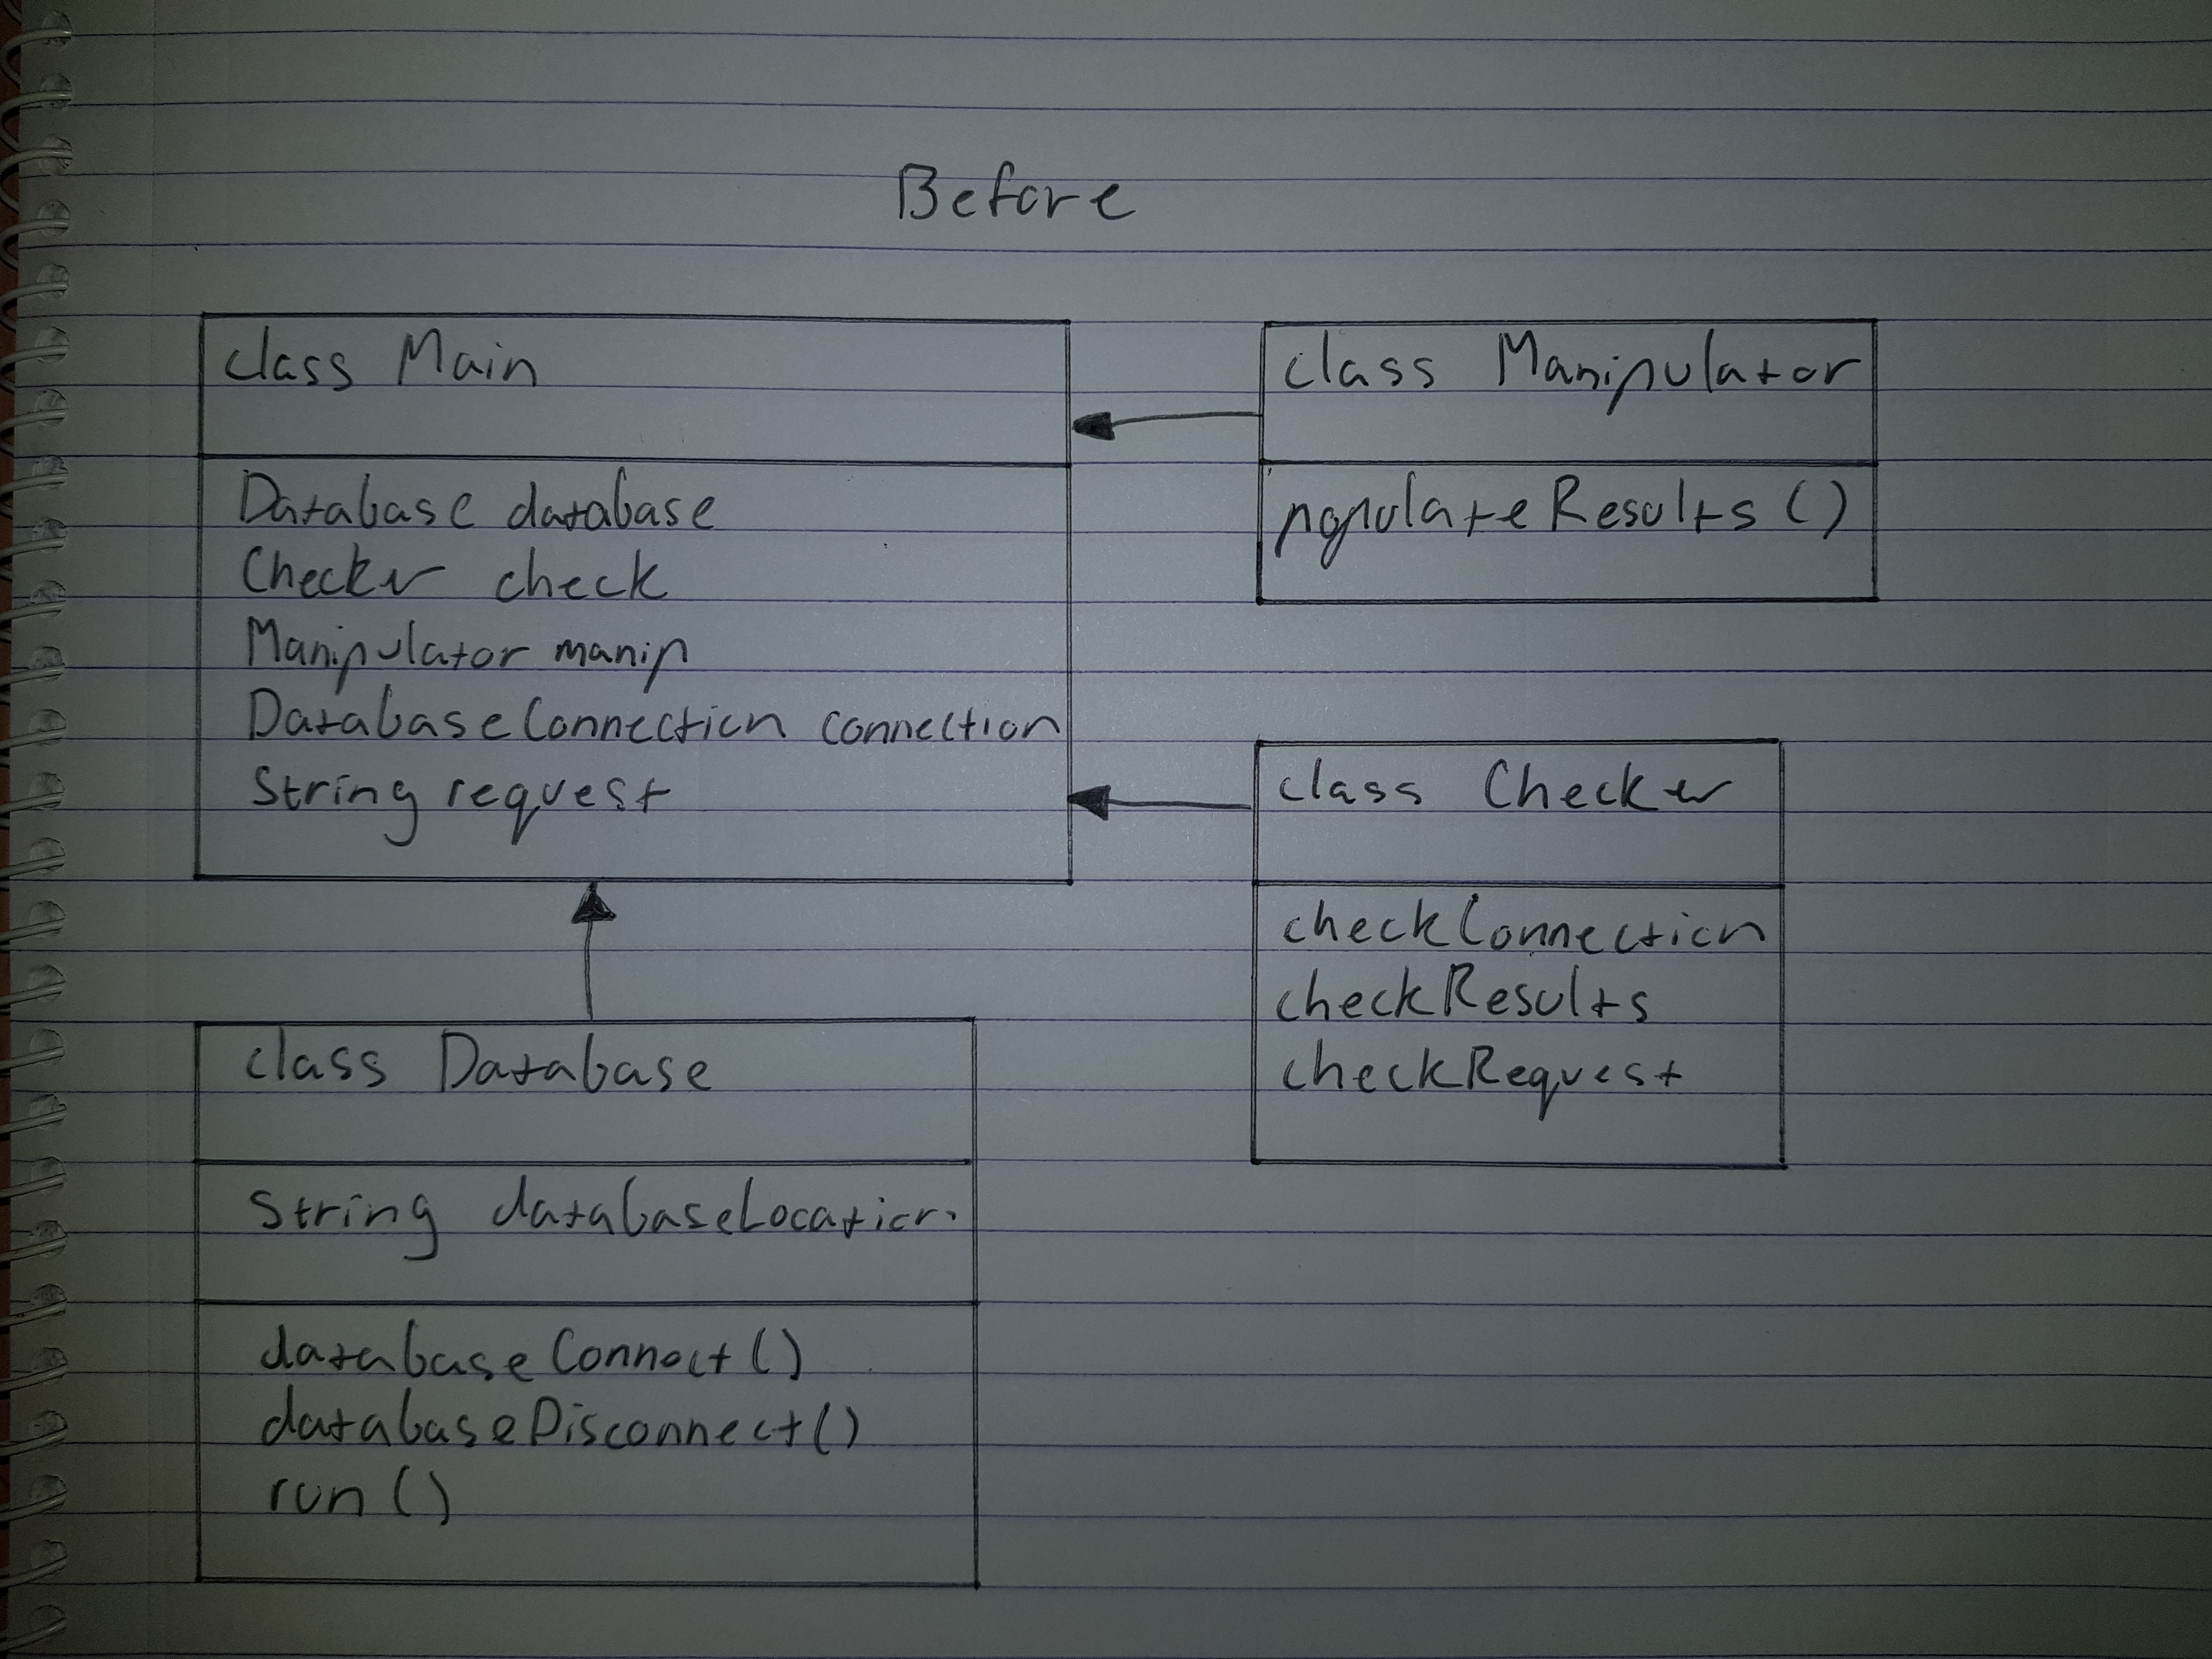 Before
class Main
Database database
Checker check
Manipulator manip
DatabaseConnection connection
String request
class Manipulator
populateResults ()
class Checker
checkConnection
checkResults
checkRequest
class Database
String databaseLocation
databaseConnect ()
databaseDisconnect ()
run ()